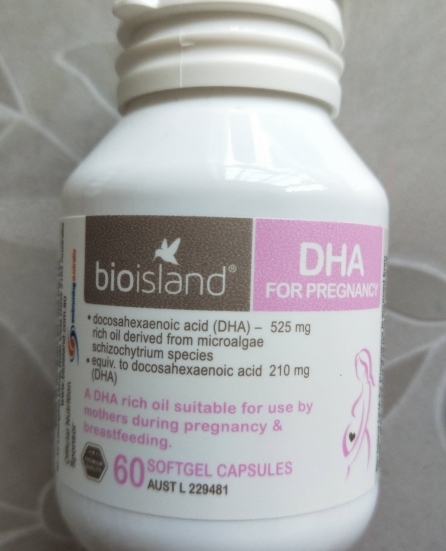 bioisland®
DHA
FOR PREGNANCY
• docosahexaenoic acid (DHA) – 525 mg
rich oil derived from microalgae
schizochytrium species
• equiv. to docosahexaenoic acid 210 mg
(DHA)
A DHA rich oil suitable for use by
mothers during pregnancy &
breastfeeding.
60 SOFTGEL CAPSULES
AUST L 229481